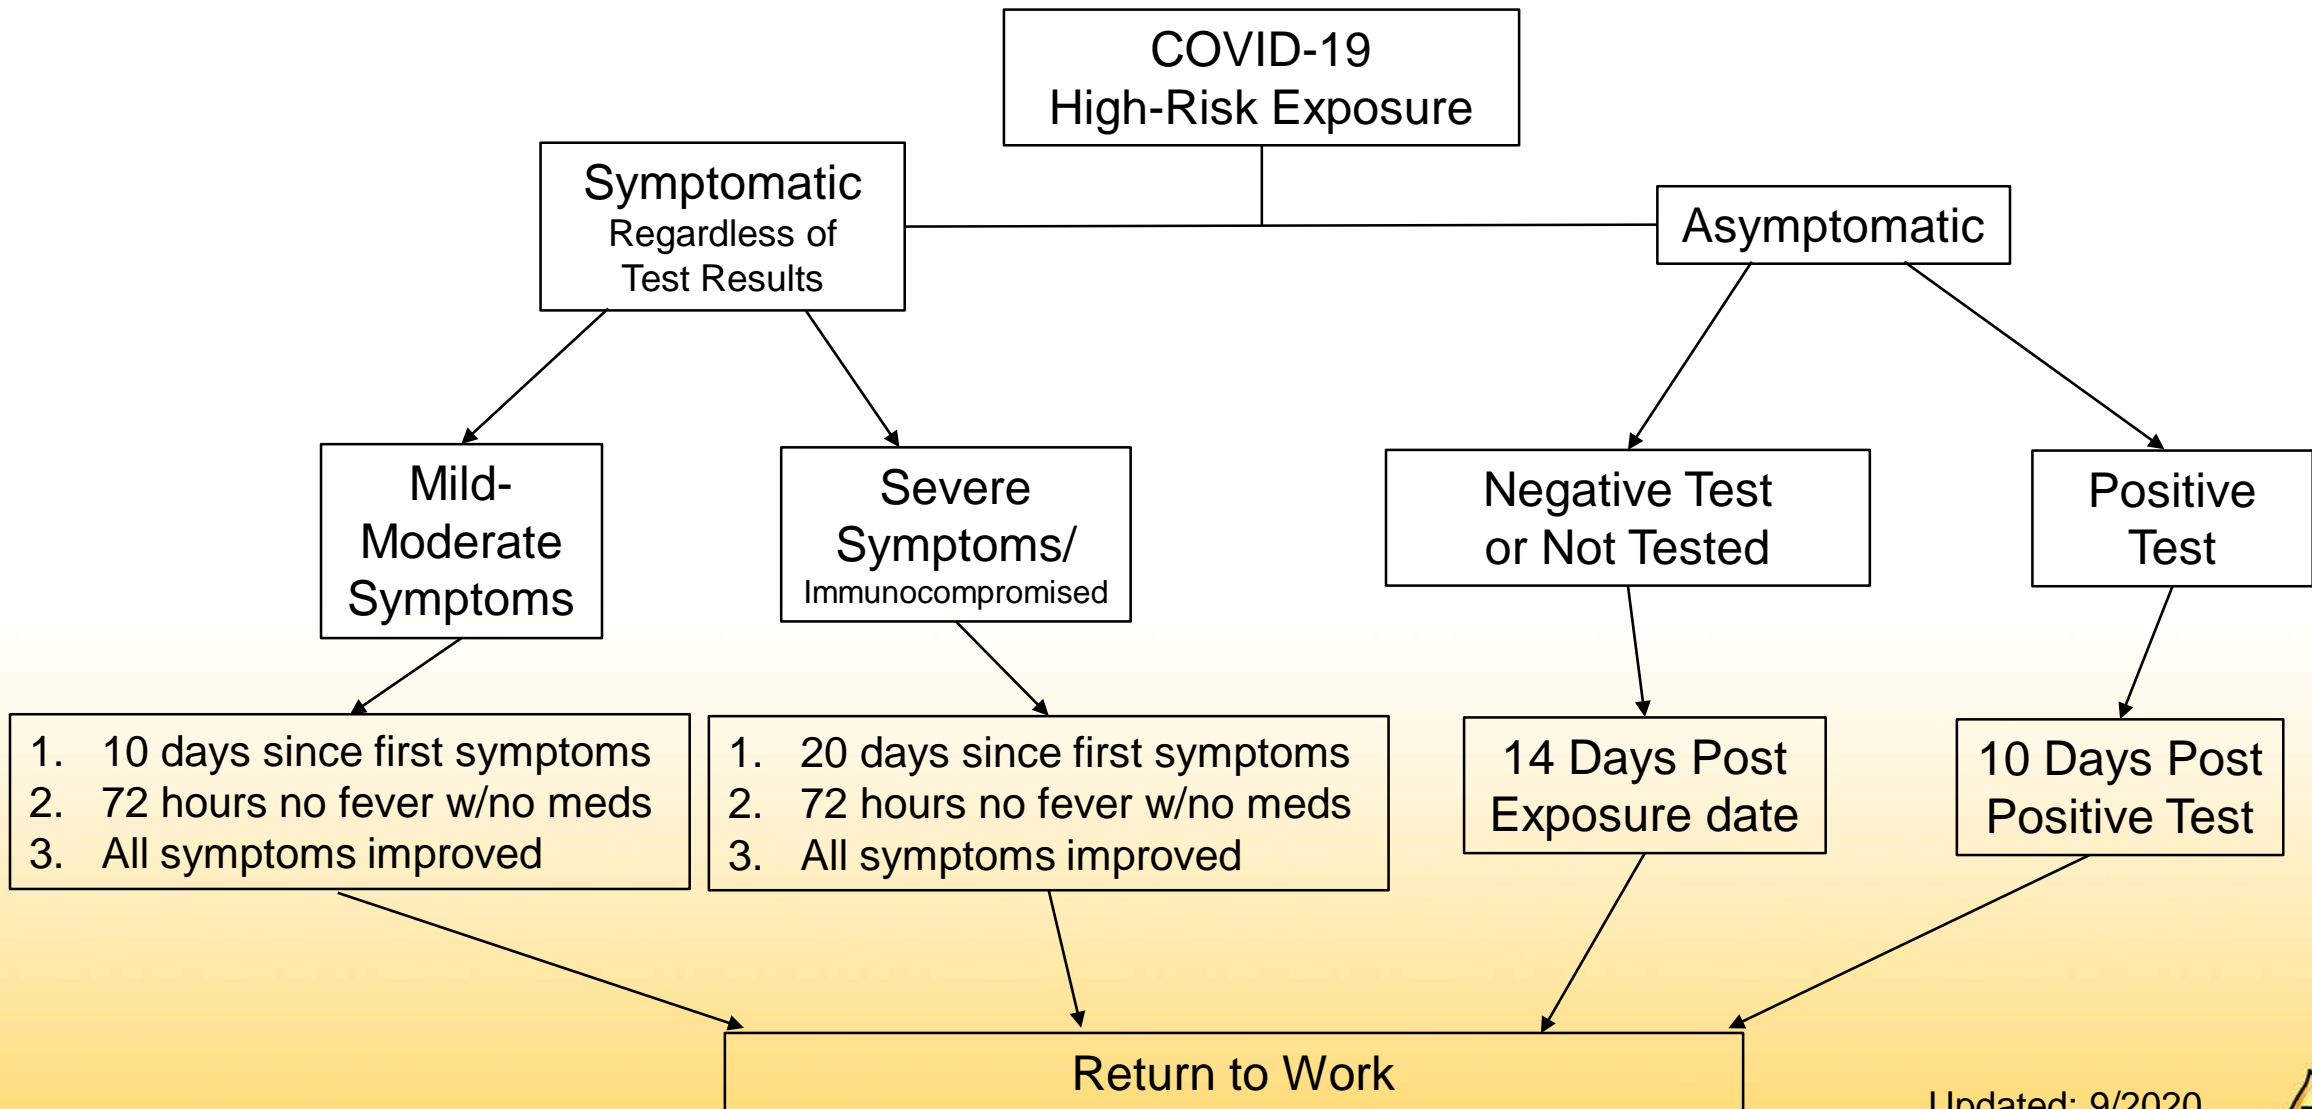 COVID-19
High-Risk Exposure
Symptomatic
Regardless of
Test Results
Asymptomatic
Mild-
Moderate
Symptoms
Severe
Symptoms/
Immunocompromised
Negative Test
or Not Tested
Positive
Test
1. 10 days since first symptoms
2. 72 hours no fever w/no meds
3. All symptoms improved
1. 20 days since first symptoms
2. 72 hours no fever w/no meds
3. All symptoms improved
14 Days Post
Exposure date
10 Days Post
Positive Test
Return to Work
Updated: 9/2020